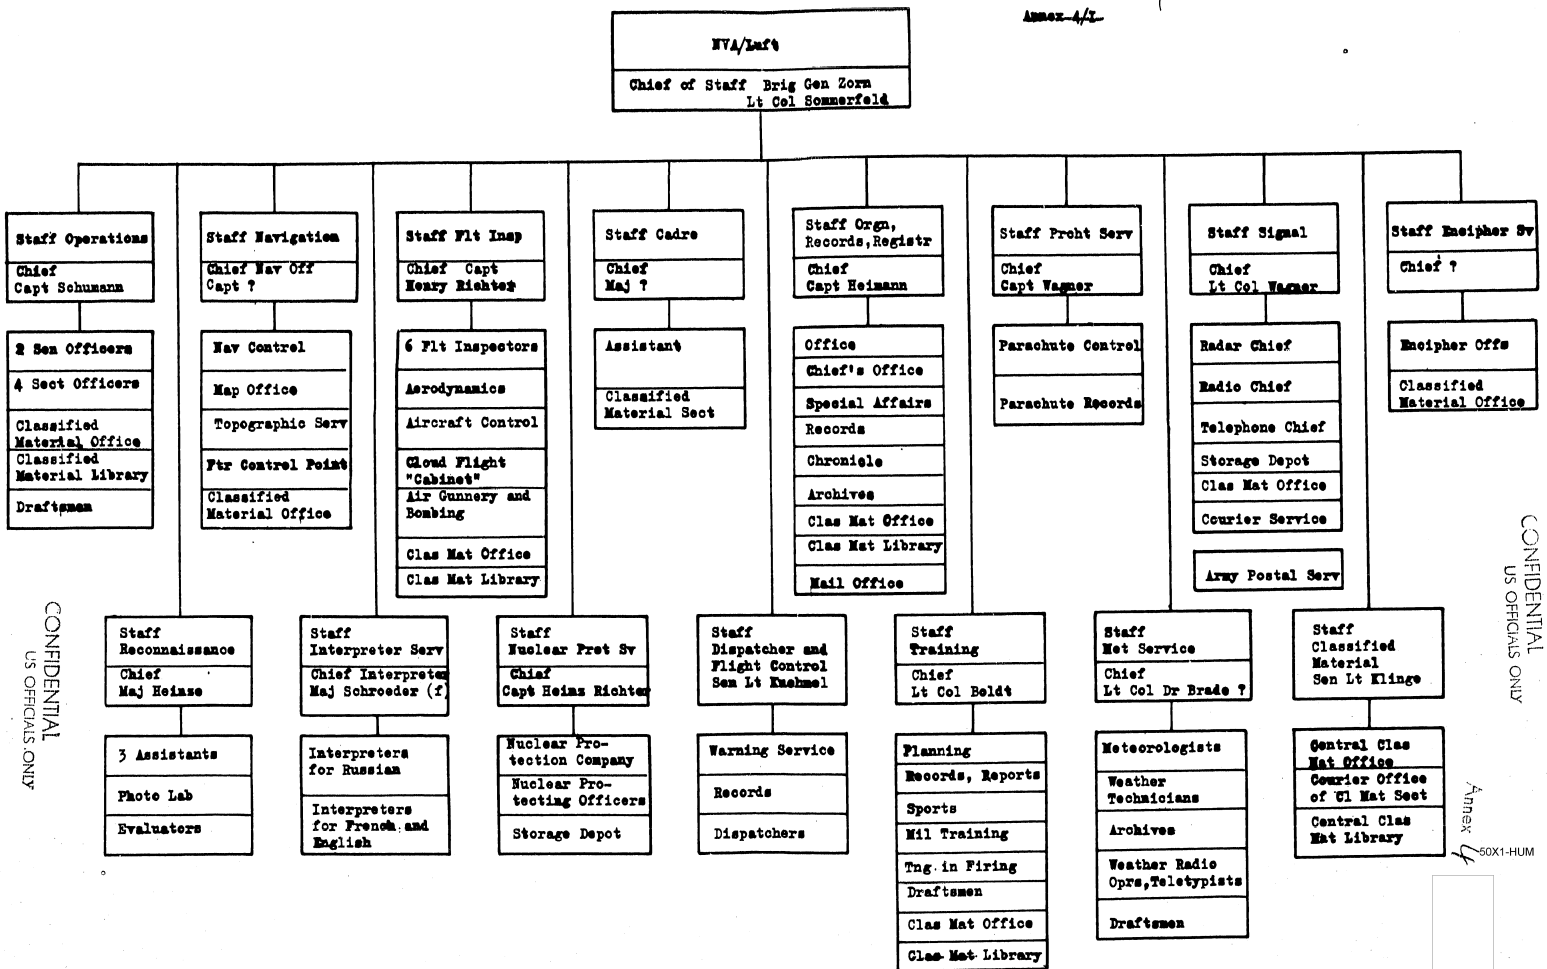 Annex 4/I
NVA/Luft
Chief of Staff Brig Gen Zorn
Lt Col Sommerfeld
Staff Operations
Chief
Capt Schumann
2 Sen Officers
4 Sect Officers
Classified
Material Office
Classified
Material Library
Draftsmen
Staff Navigation
Chief Nav Off
Capt ?
Nav Control
Map Office
Topographic Serv
Ftr Control Point
Classified
Material Office
Staff Flt Insp
Chief Capt
Henry Richter
6 Flt Inspectors
Aerodynamics
Aircraft Control
Cloud Flight
"Cabinet"
Air Gunnery and
Bombing
Clas Mat Office
Clas Mat Library
Staff Cadre
Chief
Maj ?
Assistant
Classified
Material Sect
Staff Orgn,
Records,Registr
Chief
Capt Heimann
Office
Chief's Office
Special Affairs
Records
Chronicle
Archives
Clas Mat Office
Clas Mat Library
Mail Office
Staff Prcht Serv
Chief
Capt Wagner
Parachute Control
Parachute Records
Staff Signal
Chief
Lt Col Wagner
Radar Chief
Radio Chief
Telephone Chief
Storage Depot
Clas Mat Office
Courier Service
Army Postal Serv
Staff Encipher Sv
Chief ?
Encipher Offs
Classified
Material Office
Staff
Reconnaissance
Chief
Maj Heinze
3 Assistants
Photo Lab
Evaluators
Staff
Interpreter Serv
Chief Interpreter
Maj Schroeder (f)
Interpreters
for Russian
Interpreters
for French and
English
Staff
Nuclear Prot Sv
Chief
Capt Heinz Richter
Nuclear Pro-
tection Company
Nuclear Pro-
tecting Officers
Storage Depot
Staff
Dispatcher and
Flight Control
Sen Lt Kuehmel
Warning Service
Records
Dispatchers
Staff
Training
Chief
Lt Col Boldt
Planning
Records, Reports
Sports
Mil Training
Tng in Firing
Draftsmen
Clas Mat Office
Clas Mat Library
Staff
Met Service
Chief
Lt Col Dr Brade ?
Meteorologists
Weather
Technicians
Archives
Weather Radio
Oprs,Teletypists
Draftsmen
Staff
Classified
Material
Sen Lt Klinge
Central Clas
Mat Office
Courier Office
of Cl Mat Sect
Central Clas
Mat Library
CONFIDENTIAL
US OFFICIALS ONLY
CONFIDENTIAL
US OFFICIALS ONLY
Annex 4
50X1-HUM